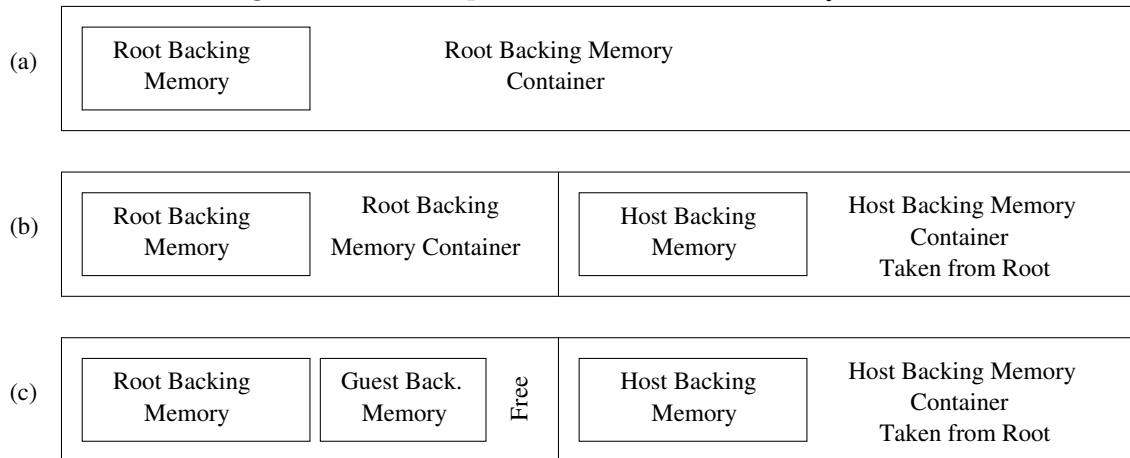 (a)
Root Backing
Memory
Root Backing Memory
Container
(b)
Root Backing
Memory
Root Backing
Memory Container
Host Backing
Memory
Host Backing Memory
Container
Taken from Root
(c)
Root Backing
Memory
Guest Back.
Memory
Free
Host Backing
Memory
Host Backing Memory
Container
Taken from Root